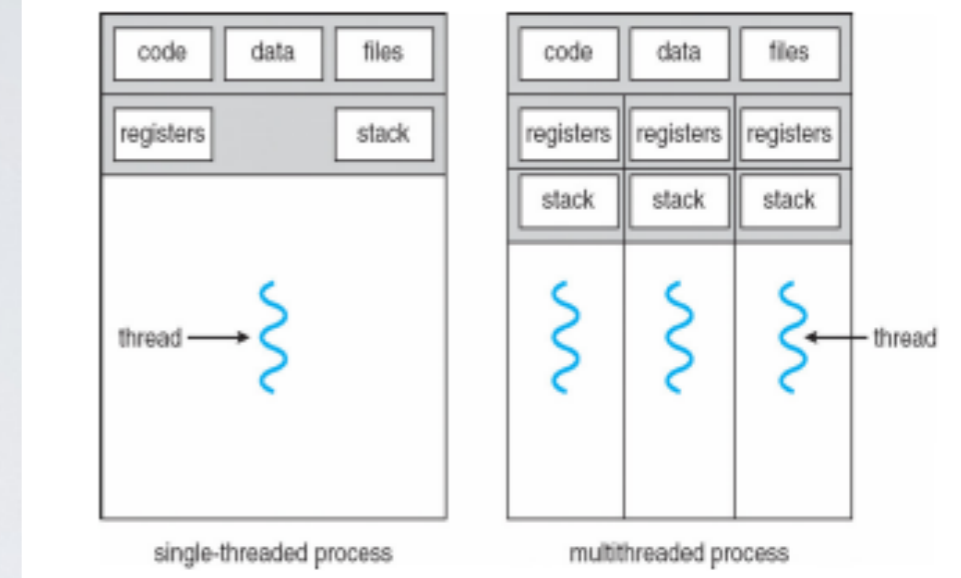 code data files
registers stack
thread
single-threaded process
code data files
registers registers registers
stack stack stack
thread
multithreaded process